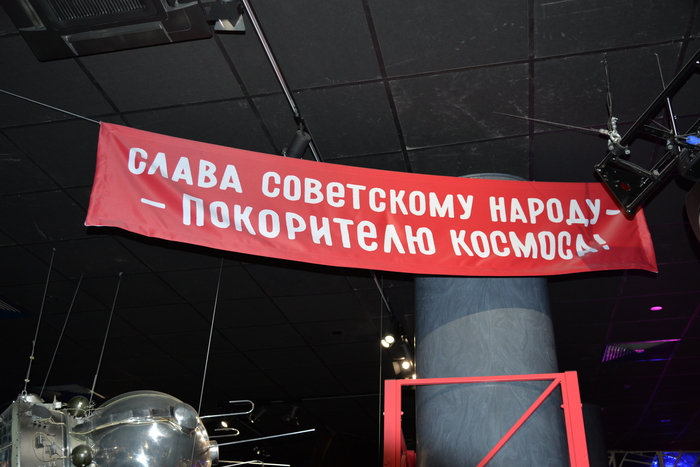 СЛАВА СОВЕТСКОМУ НАРОДУ-
- ПОКОРИТЕЛЮ КОСМОСА!